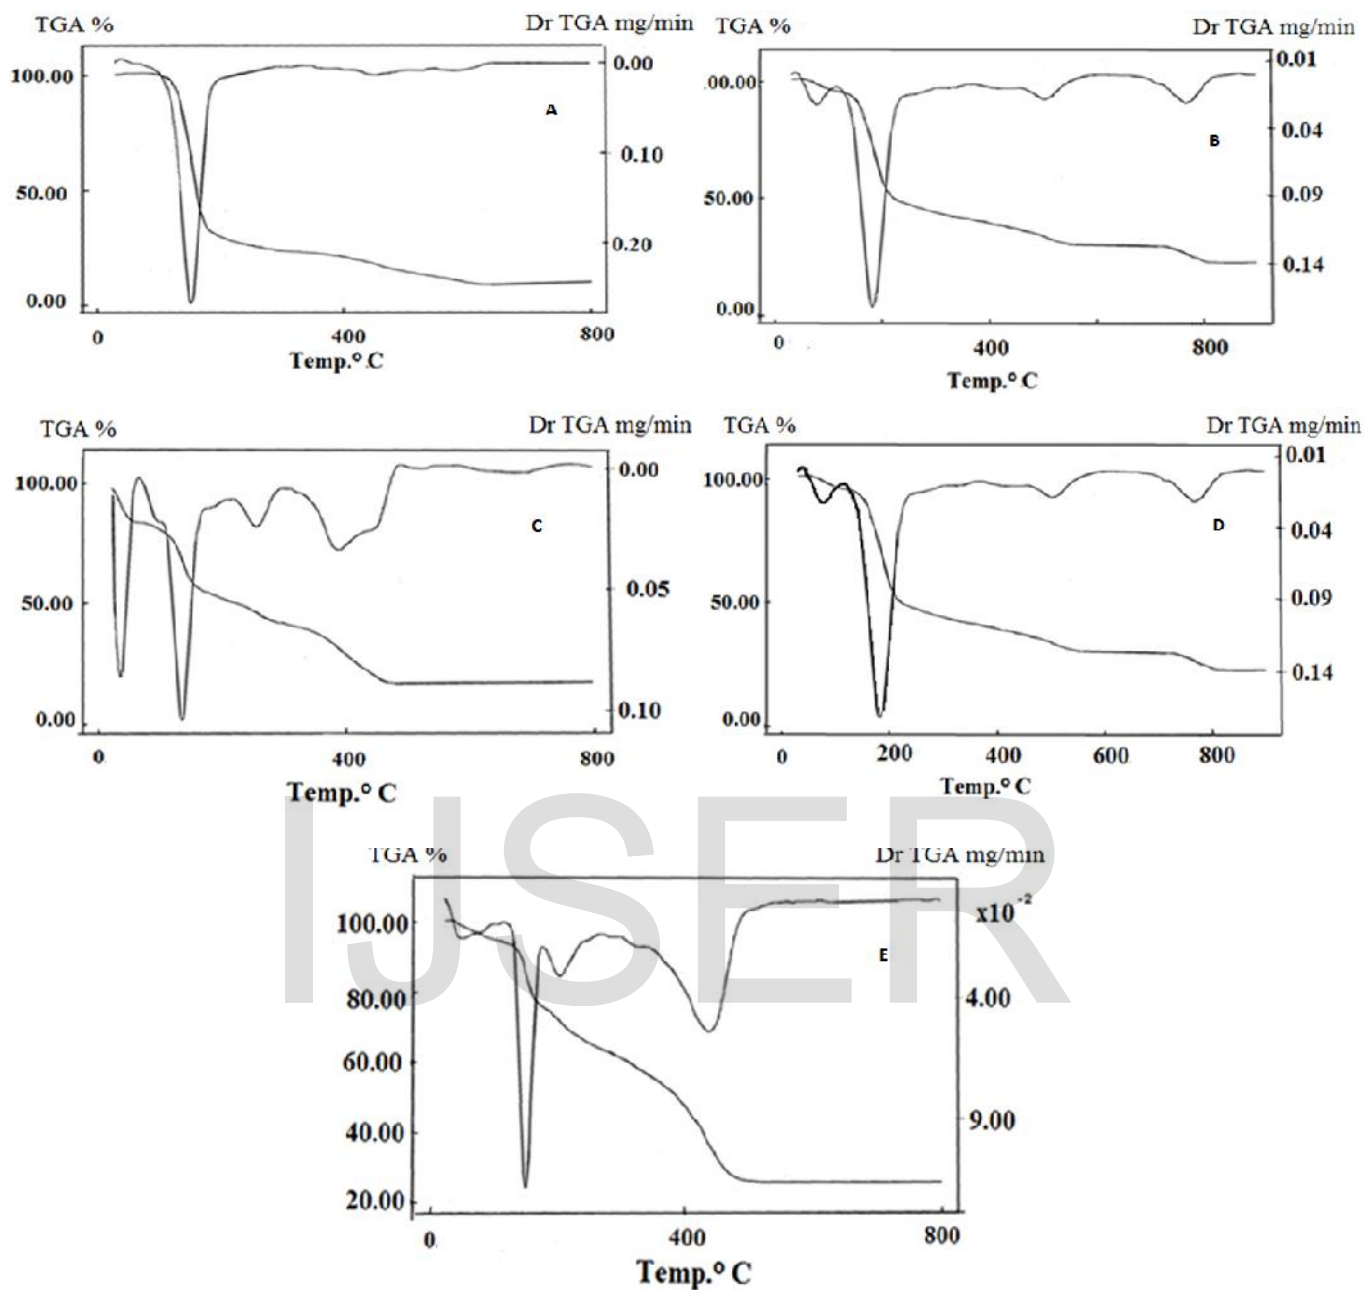 TGA % Dr TGA mg/min
100.00
50.00
0.00
0.00
0.10
0.20
A
0 400 800
Temp.° C
TGA % Dr TGA mg/min
00.00
50.00
0.00
0.01
0.04
0.09
0.14
B
0 400 800
Temp.° C
TGA % Dr TGA mg/min
100.00
50.00
0.00
0.00
0.05
0.10
C
0 400 800
Temp.° C
TGA % Dr TGA mg/min
100.00
50.00
0.00
0.01
0.04
0.09
0.14
D
0 200 400 600 800
Temp.° C
IJSER
TGA % Dr TGA mg/min
100.00
80.00
60.00
40.00
20.00
x10⁻²
4.00
9.00
E
0 400 800
Temp.° C